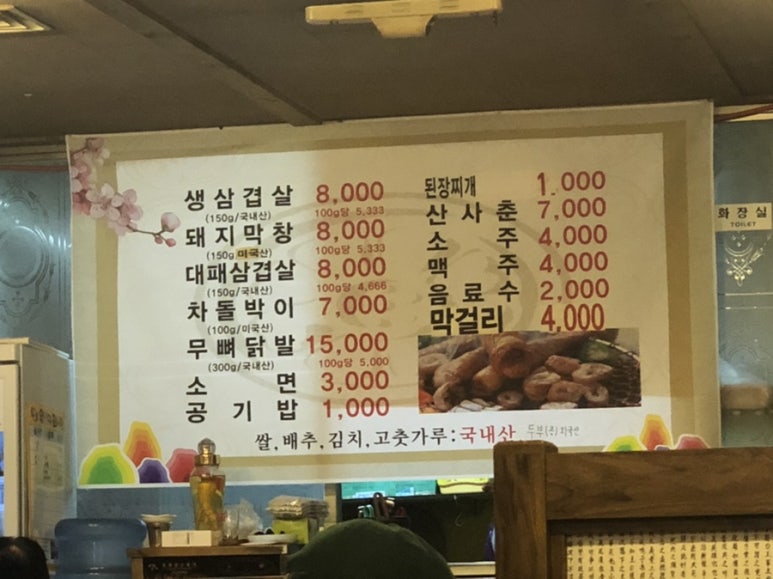 생삼겹살 8,000
(150g/국내산) 100g당 5,333
돼지막창 8,000
(150g 미국산) 100g당 5,333
대패삼겹살 8,000
(150g/국내산) 100g당 4,666
차돌박이 7,000
(100g/미국산)
무뼈닭발 15,000
(300g/국내산) 100g당 5,000
소면 3,000
공기밥 1,000
된장찌개 1,000
산사춘 7,000
소주 4,000
맥주 4,000
음료수 2,000
막걸리 4,000
쌀,배추,김치,고춧가루:국내산 두부(주)외국산
화장실
TOILET